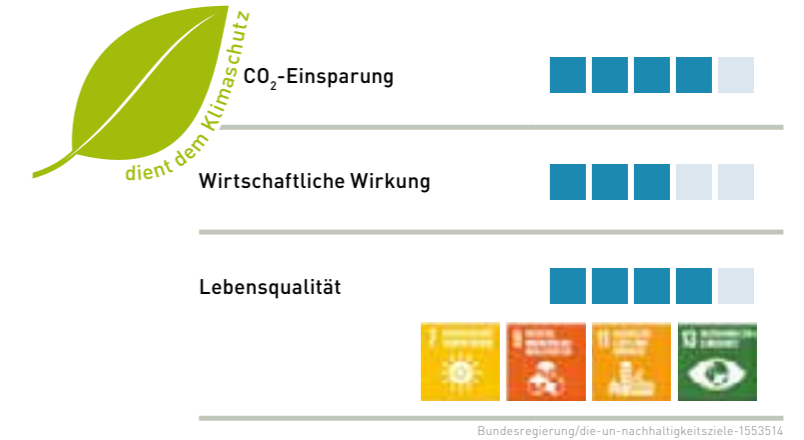 dient dem Klimaschutz
CO₂-Einsparung
Wirtschaftliche Wirkung
Lebensqualität
7
9
11
13
Bundesregierung/die-un-nachhaltigkeitsziele-1553514